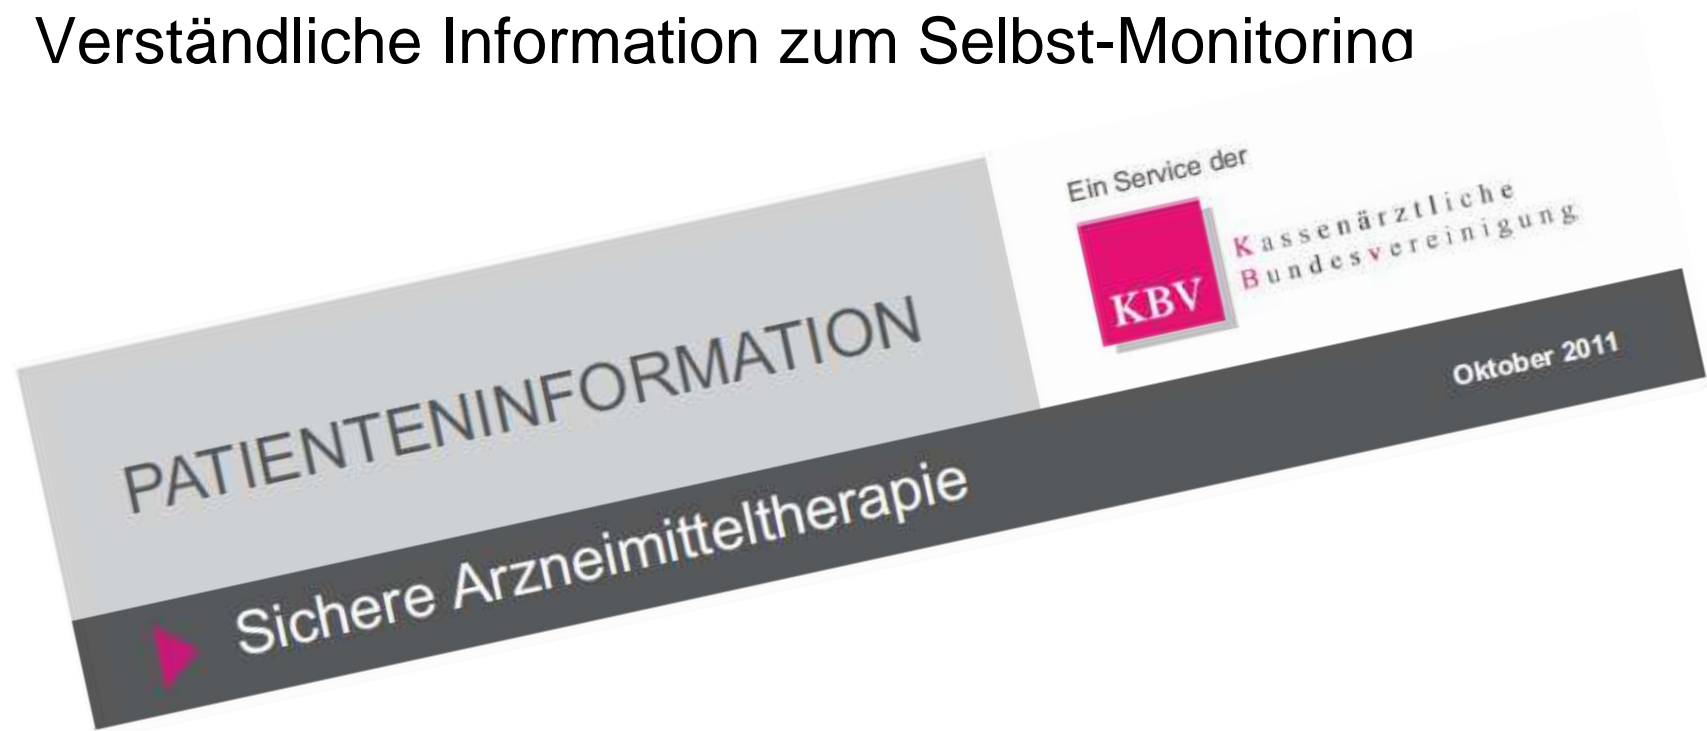 Verständliche Information zum Selbst-Monitoring
Ein Service der
KBV
Kassenärztliche
Bundesvereinigung
PATIENTENINFORMATION
Oktober 2011
Sichere Arzneimitteltherapie